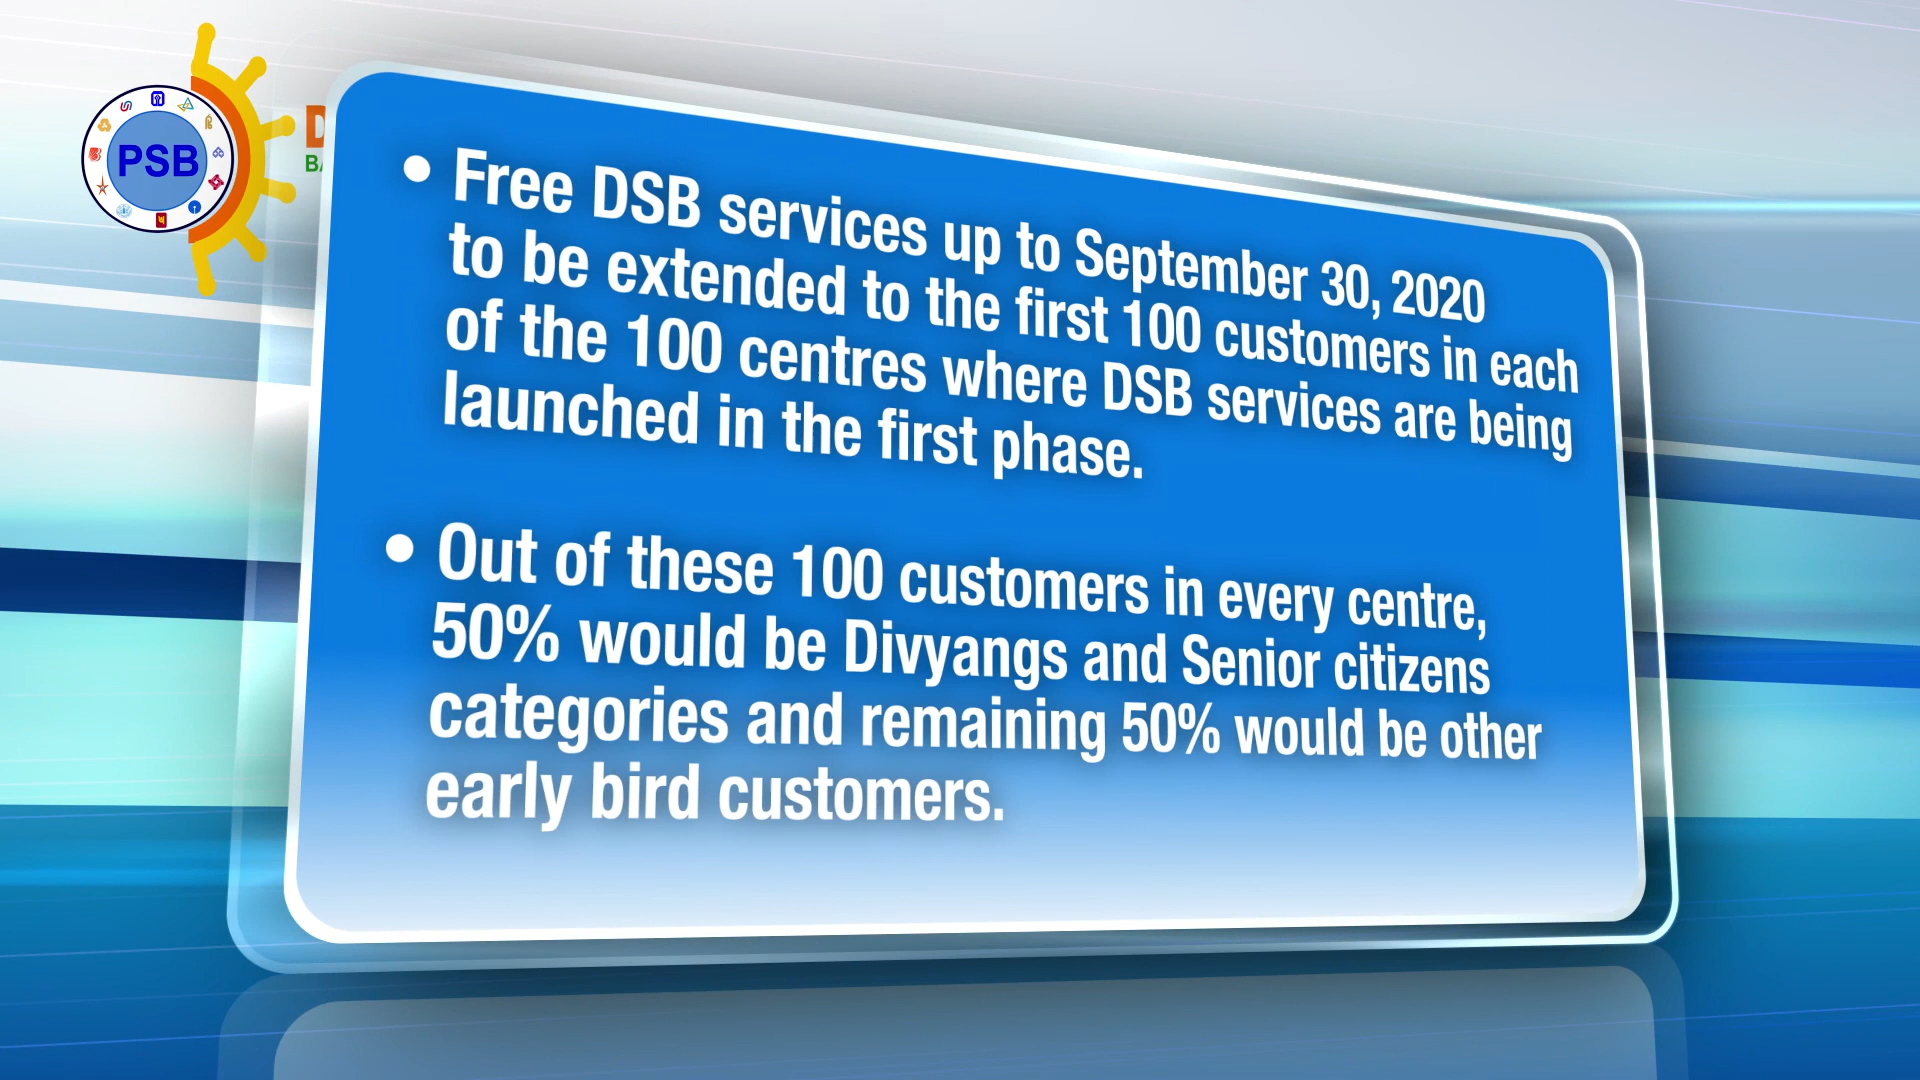 PSB
• Free DSB services up to September 30, 2020
to be extended to the first 100 customers in each
of the 100 centres where DSB services are being
launched in the first phase.
• Out of these 100 customers in every centre,
50% would be Divyangs and Senior citizens
categories and remaining 50% would be other
early bird customers.